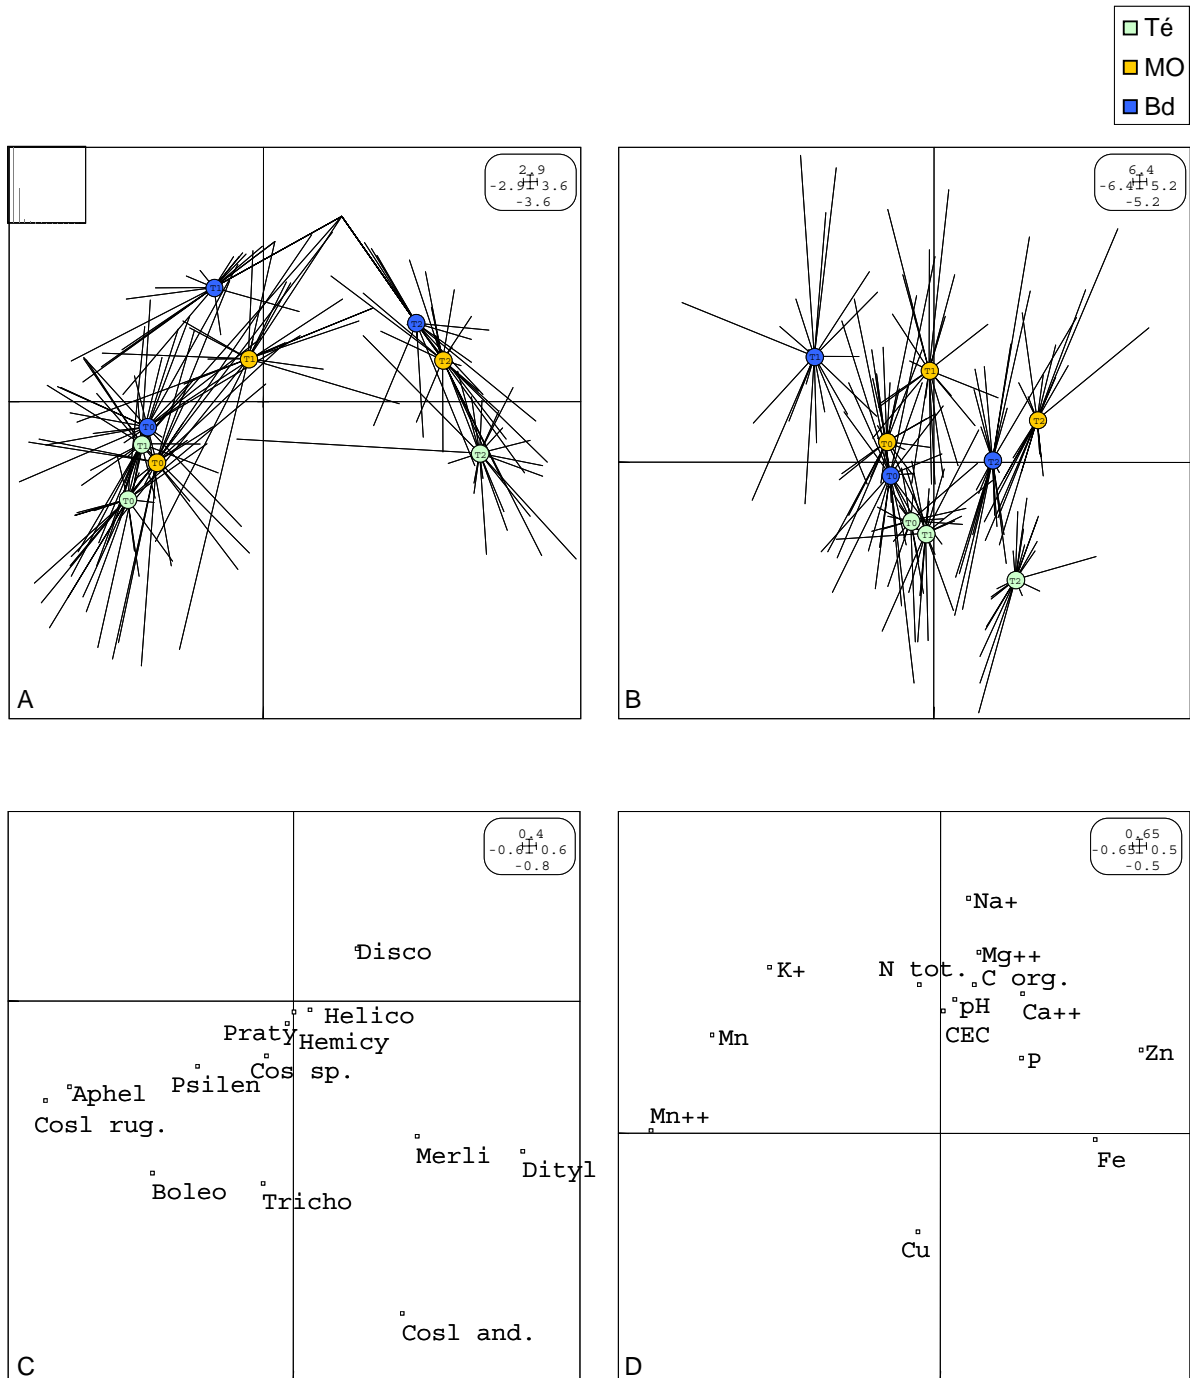 Té
MO
Bd
2.9
-2.9 3.6
-3.6
6.4
-6.4 5.2
-5.2
T1
T2
T1
T2
T0
T1
T0
T2
T0
T1
T1
T2
T0
T2
T0
T0
T1
T2
A
B
0.4
-0.6 0.6
-0.8
0.65
-0.65 0.5
-0.5
Disco
Helico
Praty
Hemicy
Cos sp.
Psilen
Aphel
Cosl rug.
Merli
Dityl
Boleo
Tricho
Cosl and.
C
Na+
Mg++
K+
N tot.
C org.
pH
Ca++
CEC
Mn
Zn
P
Mn++
Fe
Cu
D